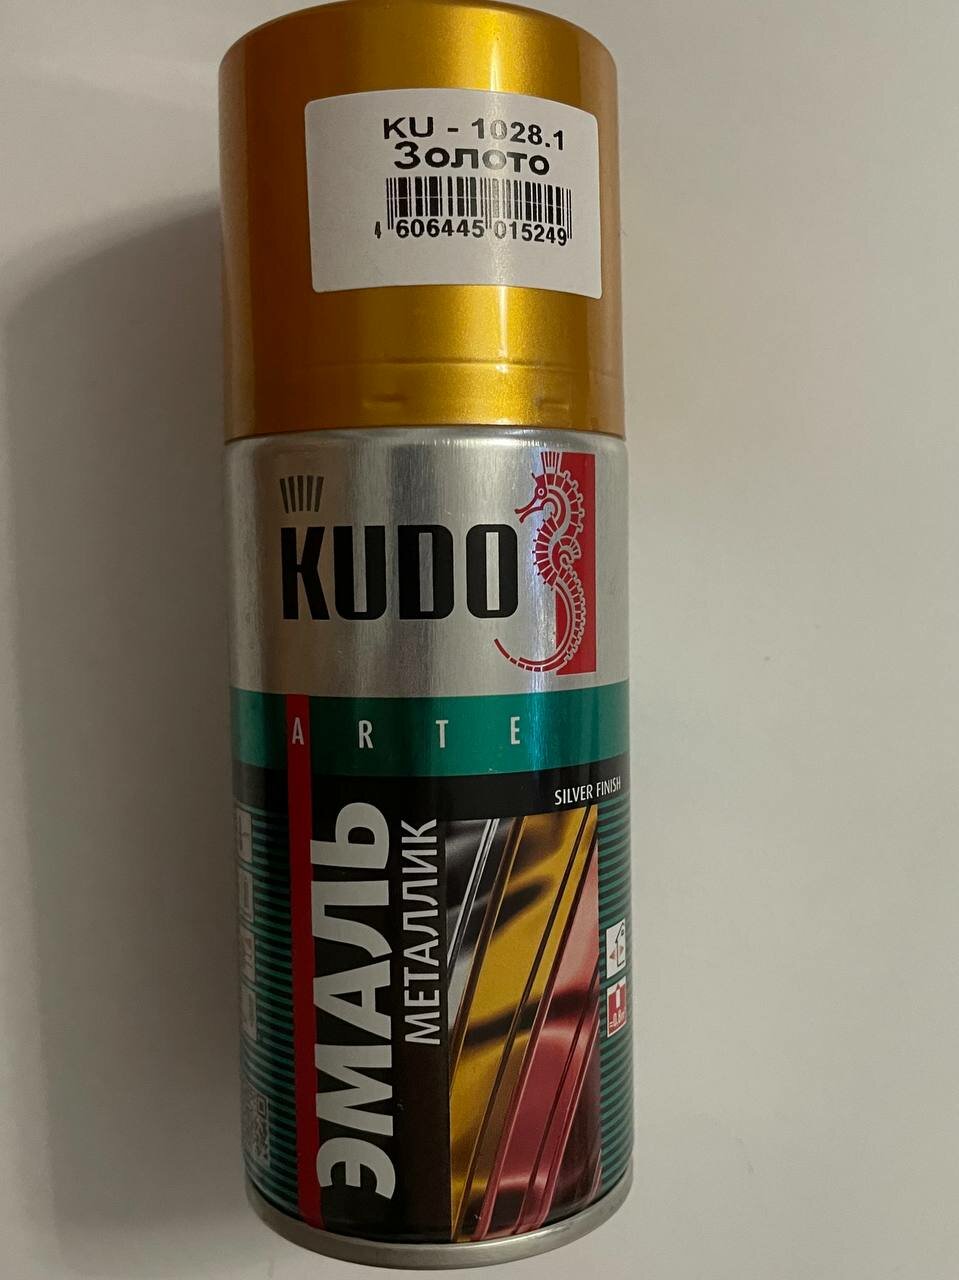 KU - 1028.1
Золото
4 606445 015249
KUDO
ARTE
SILVER FINISH
ЭМАЛЬ
МЕТАЛЛИК